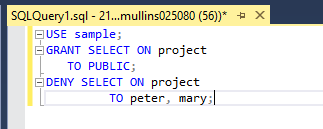 SQLQuery1.sql - 21...mullins025080 (56))*
USE sample;
GRANT SELECT ON project
TO PUBLIC;
DENY SELECT ON project
TO peter, mary;